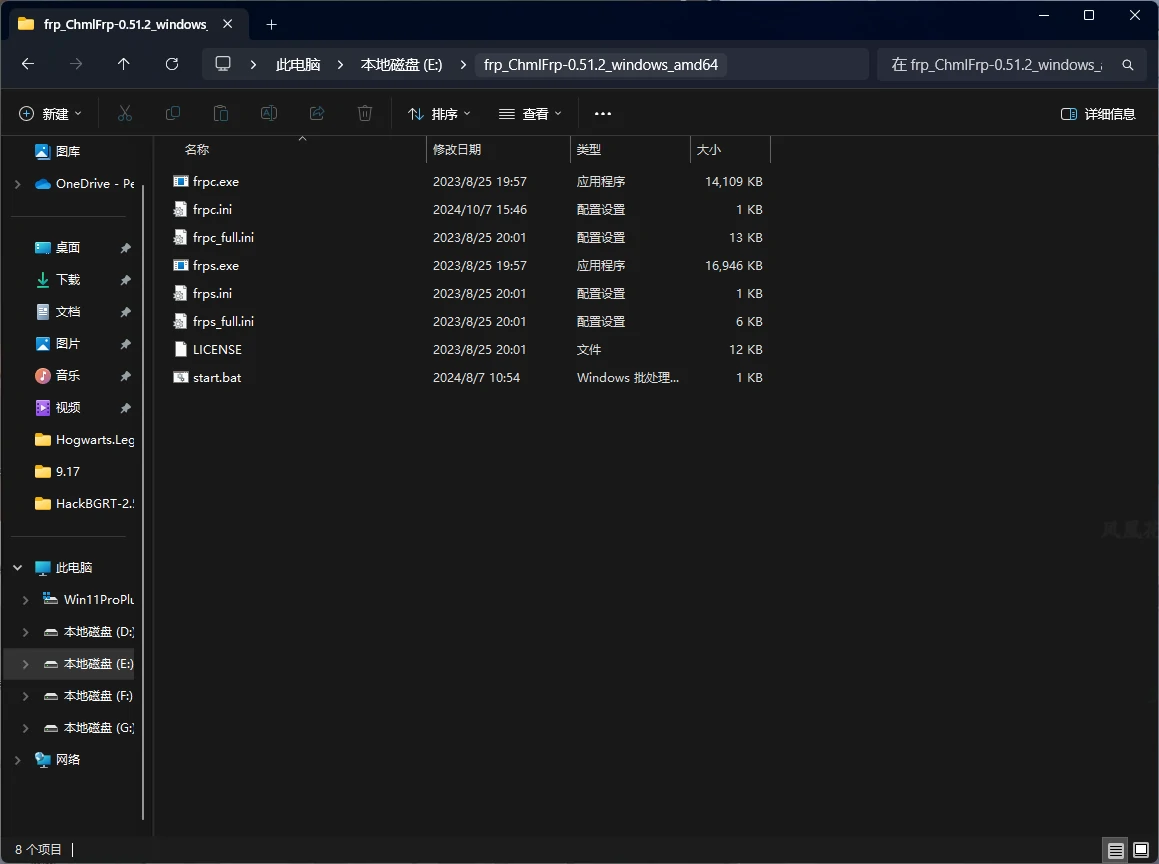 frp_ChmlFrp-0.51.2_windows_
此电脑 本地磁盘 (E:) frp_ChmlFrp-0.51.2_windows_amd64 在 frp_ChmlFrp-0.51.2_windows_
新建 排序 查看 详细信息
图库
OneDrive - Pe
桌面
下载
文档
图片
音乐
视频
Hogwarts.Leg
9.17
HackBGRT-2.5
此电脑
Win11ProPlu
本地磁盘 (D:)
本地磁盘 (E:)
本地磁盘 (F:)
本地磁盘 (G:)
网络
名称 修改日期 类型 大小
frpc.exe 2023/8/25 19:57 应用程序 14,109 KB
frpc.ini 2024/10/7 15:46 配置设置 1 KB
frpc_full.ini 2023/8/25 20:01 配置设置 13 KB
frps.exe 2023/8/25 19:57 应用程序 16,946 KB
frps.ini 2023/8/25 20:01 配置设置 1 KB
frps_full.ini 2023/8/25 20:01 配置设置 6 KB
LICENSE 2023/8/25 20:01 文件 12 KB
start.bat 2024/8/7 10:54 Windows 批处理... 1 KB
8 个项目